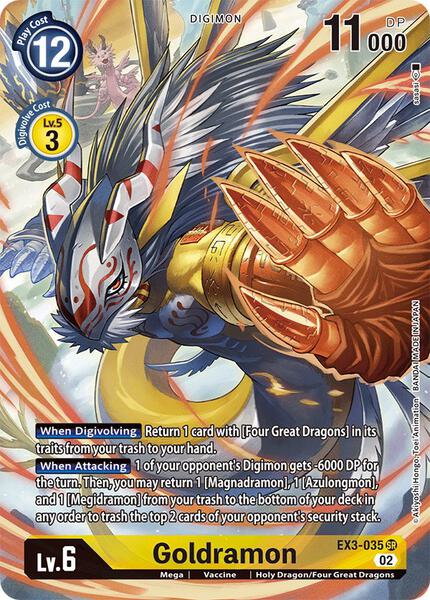 DIGIMON
Play Cost
12
DP
11000
Digivolve Cost
Lv.5
3
sasasi
When Digivolving Return 1 card with [Four Great Dragons] in its
traits from your trash to your hand.
When Attacking 1 of your opponent's Digimon gets -6000 DP for
the turn. Then, you may return 1 [Magnadramon], 1 [Azulongmon],
and 1 [Megidramon] from your trash to the bottom of your deck in
any order to trash the top 2 cards of your opponent's security stack.
©Akiyoshi Hongo, Toei Animation BANDAI MADE IN JAPAN
Lv.6
Goldramon
EX3-035 SR
02
Mega | Vaccine | Holy Dragon/Four Great Dragons